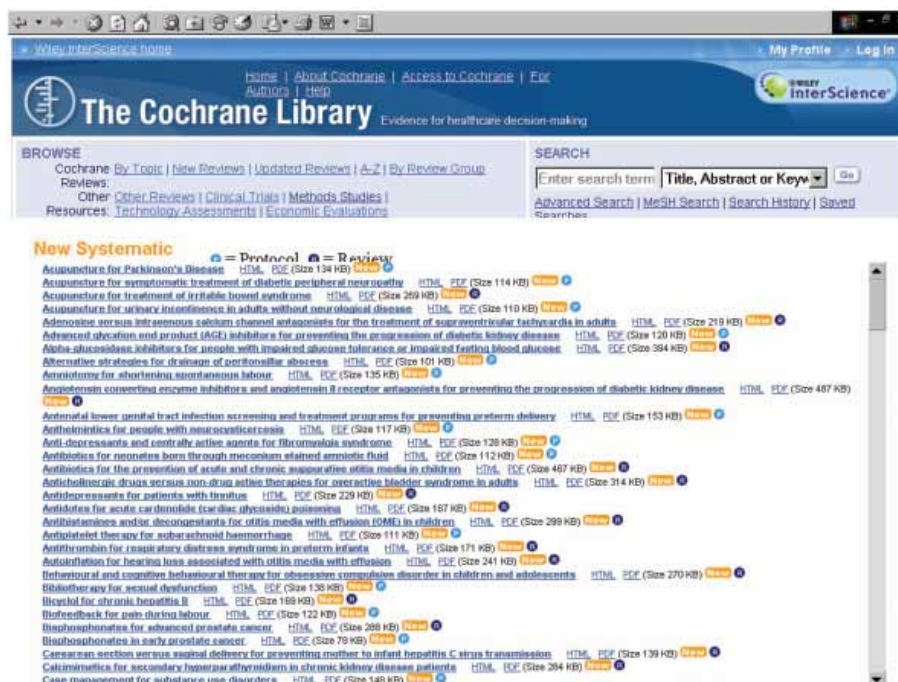 Wiley InterScience home
My Profile Log In
Home | About Cochrane | Access to Cochrane | For
Authors | Help
WILEY
InterScience®
The Cochrane Library Evidence for healthcare decision-making
BROWSE
Cochrane By Topic | New Reviews | Updated Reviews | A-Z | By Review Group
Reviews:
Other Other Reviews | Clinical Trials | Methods Studies |
Resources: Technology Assessments | Economic Evaluations
SEARCH
Enter search term Title, Abstract or Keyw Go
Advanced Search | MeSH Search | Search History | Saved
Searches
New Systematic
P = Protocol R = Review
Acupuncture for Parkinson's Disease HTML PDF (Size 134 KB) New P
Acupuncture for symptomatic treatment of diabetic peripheral neuropathy HTML PDF (Size 114 KB) New P
Acupuncture for treatment of irritable bowel syndrome HTML PDF (Size 269 KB) New R
Acupuncture for urinary incontinence in adults without neurological disease HTML PDF (Size 110 KB) New P
Adenosine versus intravenous calcium channel antagonists for the treatment of supraventricular tachycardia in adults HTML PDF (Size 219 KB) New R
Advanced glycation end product (AGE) inhibitors for preventing the progression of diabetic kidney disease HTML PDF (Size 120 KB) New P
Alpha-glucosidase inhibitors for people with impaired glucose tolerance or impaired fasting blood glucose HTML PDF (Size 394 KB) New R
Alternative strategies for drainage of peritonsillar abscess HTML PDF (Size 101 KB) New P
Amniotomy for shortening spontaneous labour HTML PDF (Size 135 KB) New P
Angiotensin converting enzyme inhibitors and angiotensin II receptor antagonists for preventing the progression of diabetic kidney disease HTML PDF (Size 487 KB)
New R
Antenatal lower genital tract infection screening and treatment programs for preventing preterm delivery HTML PDF (Size 153 KB) New P
Anthelmintics for people with neurocysticercosis HTML PDF (Size 117 KB) New P
Anti-depressants and centrally active agents for fibromyalgia syndrome HTML PDF (Size 128 KB) New P
Antibiotics for neonates born through meconium stained amniotic fluid HTML PDF (Size 112 KB) New P
Antibiotics for the prevention of acute and chronic suppurative otitis media in children HTML PDF (Size 467 KB) New R
Anticholinergic drugs versus non-drug active therapies for overactive bladder syndrome in adults HTML PDF (Size 314 KB) New R
Antidepressants for patients with tinnitus HTML PDF (Size 229 KB) New R
Antidotes for acute cardenolide (cardiac glycoside) poisoning HTML PDF (Size 187 KB) New R
Antihistamines and/or decongestants for otitis media with effusion (OME) in children HTML PDF (Size 299 KB) New R
Antiplatelet therapy for subarachnoid haemorrhage HTML PDF (Size 111 KB) New P
Antithrombin for respiratory distress syndrome in preterm infants HTML PDF (Size 171 KB) New R
Autoinflation for hearing loss associated with otitis media with effusion HTML PDF (Size 241 KB) New R
Behavioural and cognitive behavioural therapy for obsessive compulsive disorder in children and adolescents HTML PDF (Size 270 KB) New R
Bibliotherapy for sexual dysfunction HTML PDF (Size 138 KB) New P
Bicyclol for chronic hepatitis B HTML PDF (Size 169 KB) New R
Biofeedback for pain during labour HTML PDF (Size 122 KB) New P
Bisphosphonates for advanced prostate cancer HTML PDF (Size 288 KB) New R
Bisphosphonates in early prostate cancer HTML PDF (Size 78 KB) New P
Caesarean section versus vaginal delivery for preventing mother to infant hepatitis C virus transmission HTML PDF (Size 139 KB) New R
Calcimimetics for secondary hyperparathyroidism in chronic kidney disease patients HTML PDF (Size 264 KB) New R
Case management for substance use disorders HTML PDF (Size 148 KB) New P